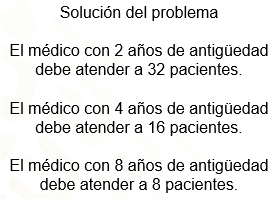 Solución del problema
El médico con 2 años de antigüedad
debe atender a 32 pacientes.
El médico con 4 años de antigüedad
debe atender a 16 pacientes.
El médico con 8 años de antigüedad
debe atender a 8 pacientes.